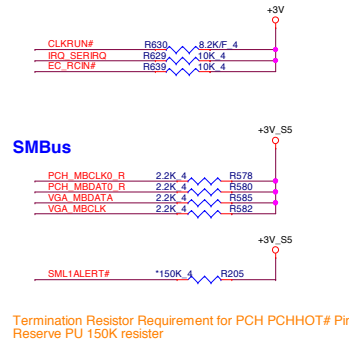 +3V
CLKRUN# R630 8.2K/F_4
IRQ_SERIRQ R629 10K_4
EC_RCIN# R639 10K_4
+3V_S5
SMBus
PCH_MBCLK0_R 2.2K_4 R578
PCH_MBDAT0_R 2.2K_4 R580
VGA_MBDATA 2.2K_4 R585
VGA_MBCLK 2.2K_4 R582
+3V_S5
SML1ALERT# *150K_4 R205
Termination Resistor Requirement for PCH PCHHOT# Pin
Reserve PU 150K resister